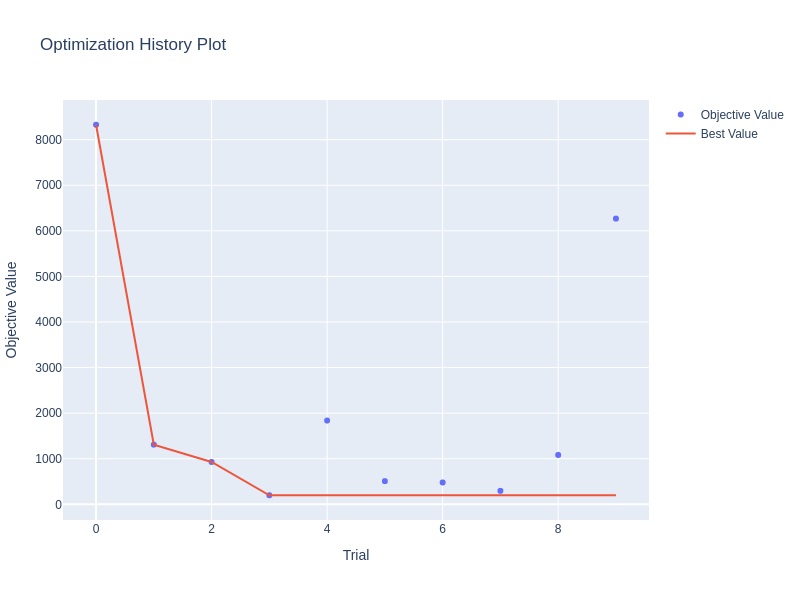 Optimization History Plot
Objective Value
Best Value
8000
7000
6000
5000
4000
3000
2000
1000
0
Objective Value
0 2 4 6 8
Trial